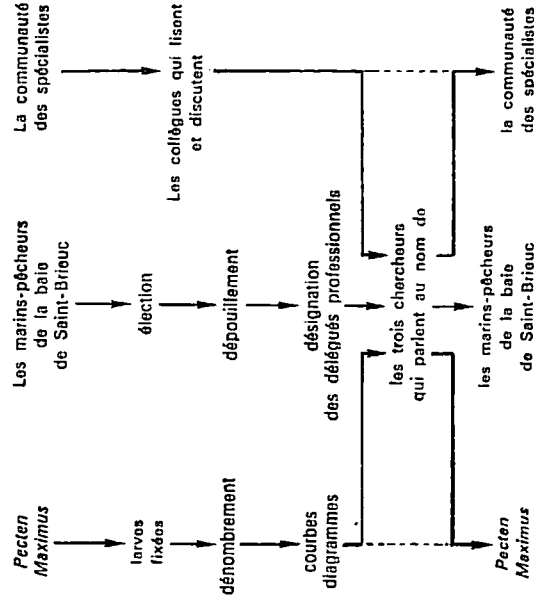 Pecten
Maximus
larves
fixées
dénombrement
courbes
diagrammes
Pecten
Maximus
Les marins-pêcheurs
de la baie
de Saint-Brieuc
élection
dépouillement
désignation
des délégués professionnels
les trois chercheurs
qui parlent au nom de
les marins-pêcheurs
de la baie
de Saint-Brieuc
La communauté
des spécialistes
Les collègues qui lisent
et discutent
la communauté
des spécialistes